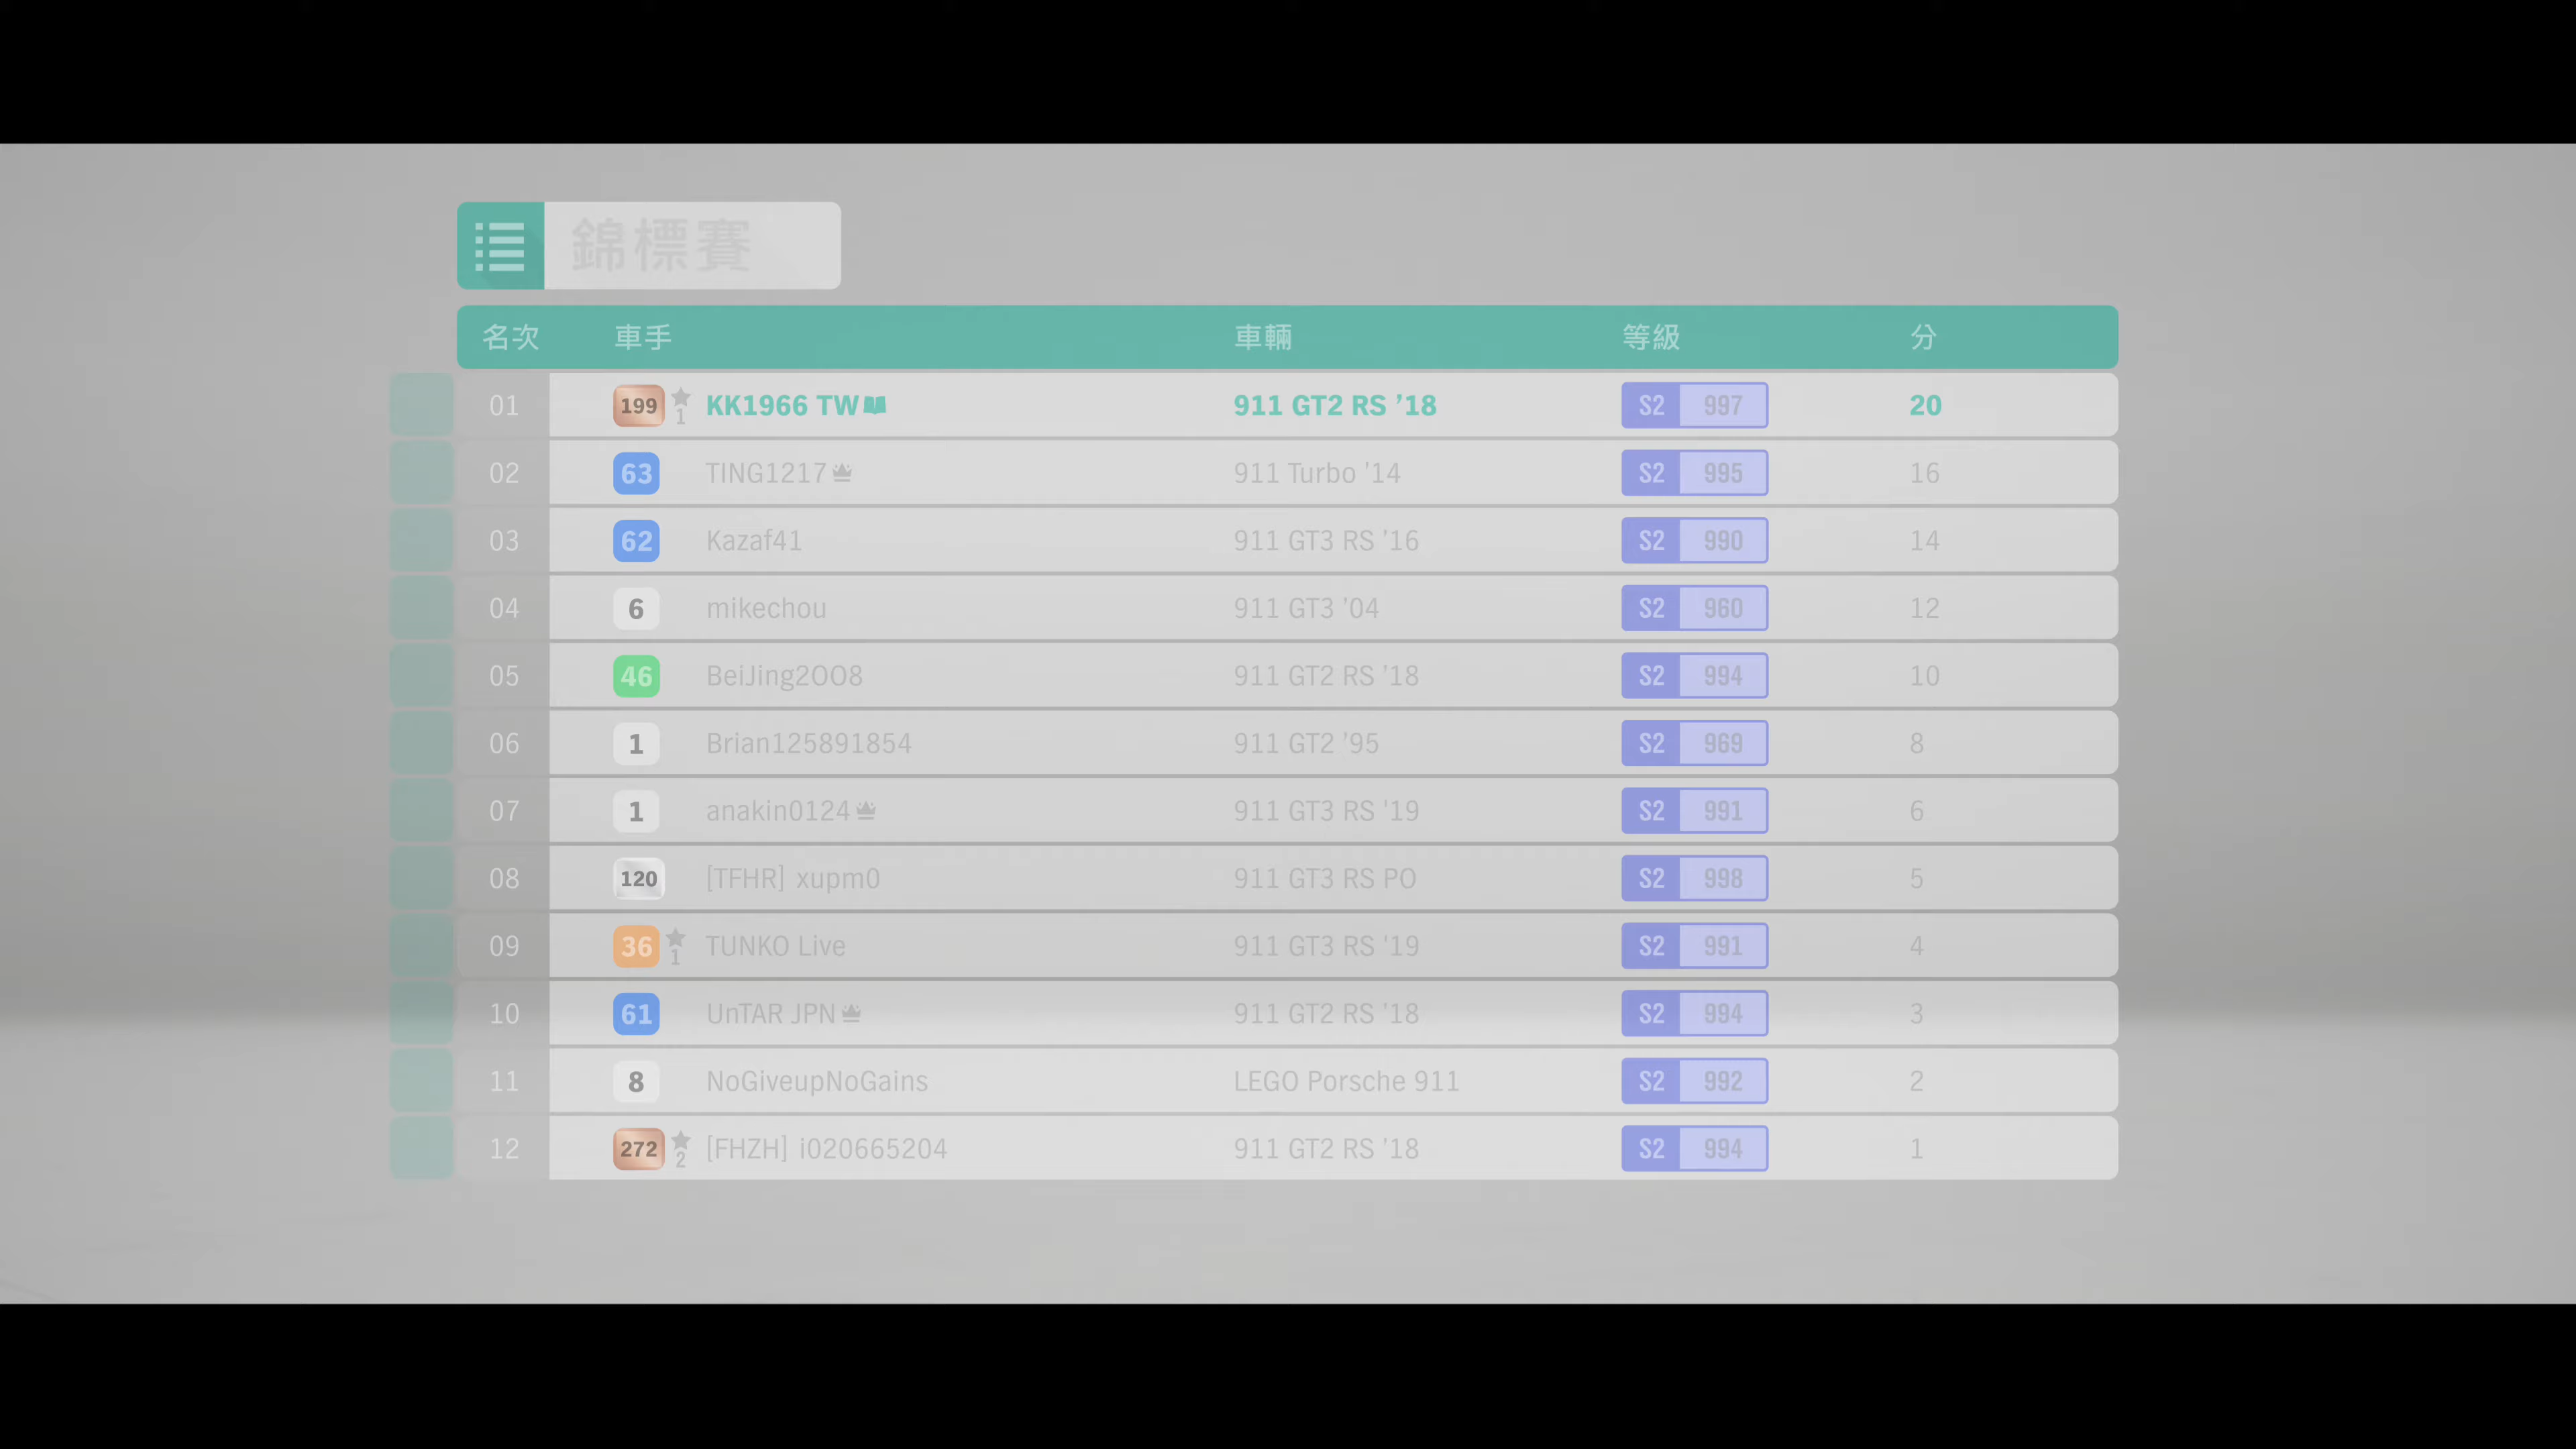 錦標賽
名次 車手 車輛 等級 分
01 199 1 KK1966 TW 911 GT2 RS '18 S2 997 20
02 63 TING1217 911 Turbo '14 S2 995 16
03 62 Kazaf41 911 GT3 RS '16 S2 990 14
04 6 mikechou 911 GT3 '04 S2 960 12
05 46 BeiJing2OO8 911 GT2 RS '18 S2 994 10
06 1 Brian125891854 911 GT2 '95 S2 969 8
07 1 anakin0124 911 GT3 RS '19 S2 991 6
08 120 [TFHR] xupm0 911 GT3 RS PO S2 998 5
09 36 1 TUNKO Live 911 GT3 RS '19 S2 991 4
10 61 UnTAR JPN 911 GT2 RS '18 S2 994 3
11 8 NoGiveupNoGains LEGO Porsche 911 S2 992 2
12 272 2 [FHZH] i020665204 911 GT2 RS '18 S2 994 1